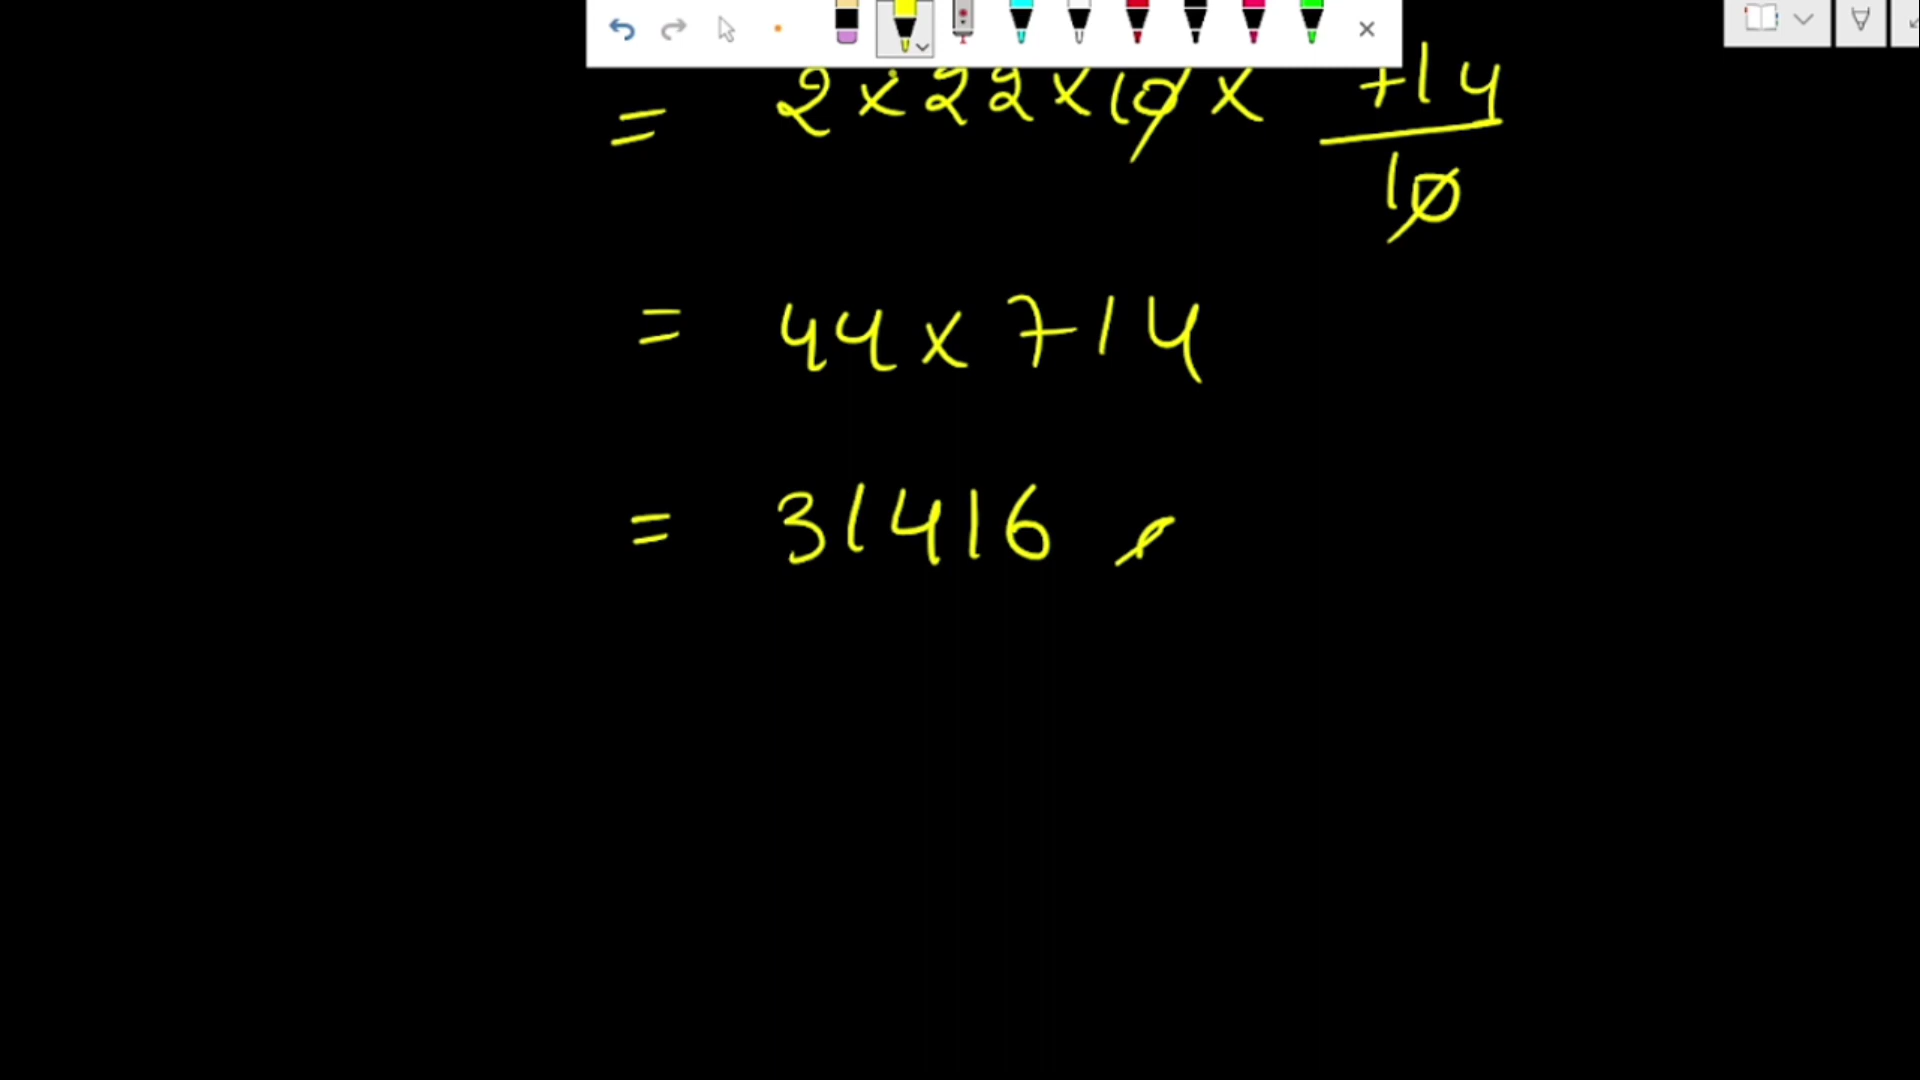 = 2 x 22 x 10 x 714/10
= 44 x 714
= 31416